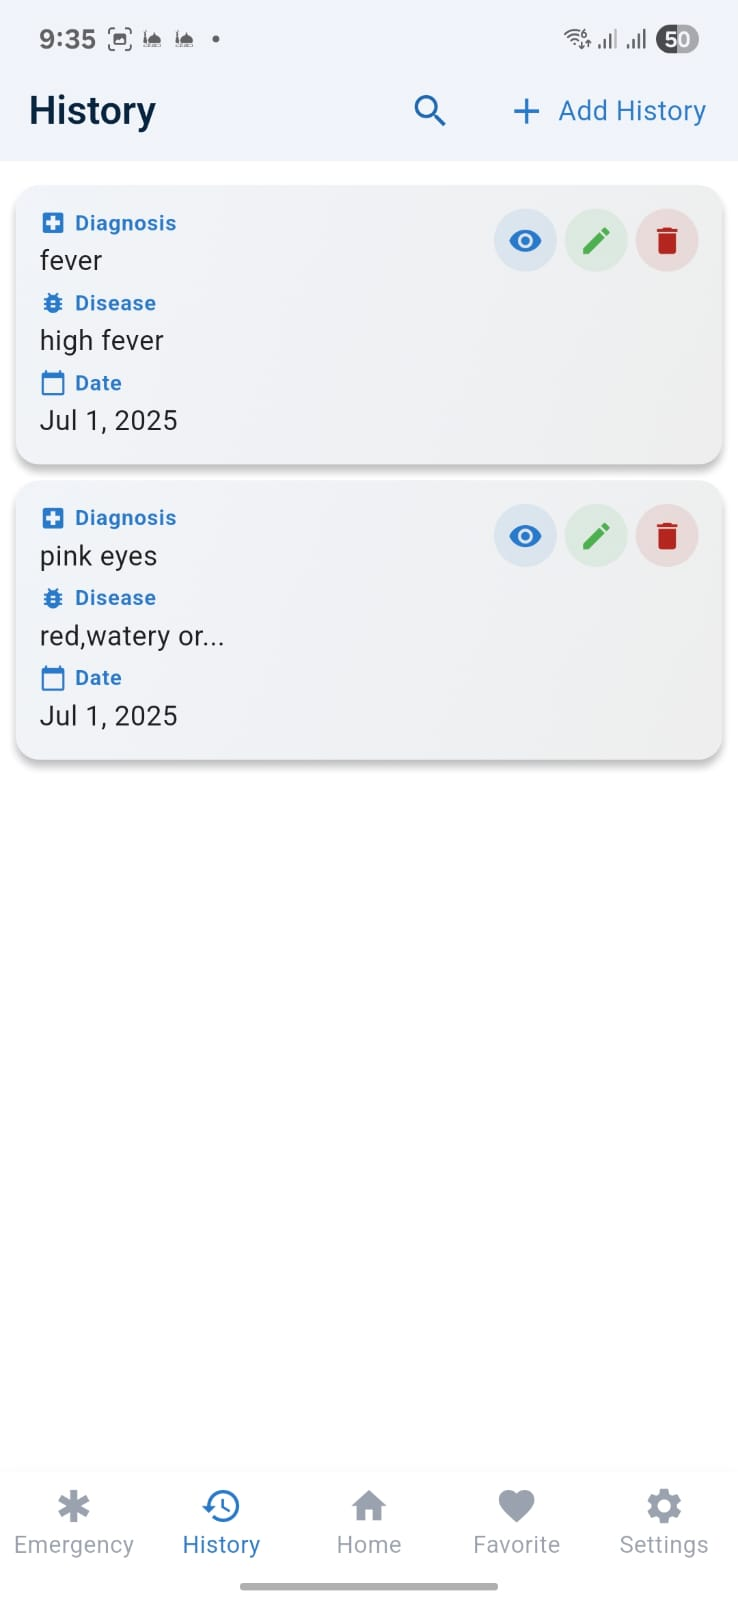 9:35
50
History
Add History
Diagnosis
fever
Disease
high fever
Date
Jul 1, 2025
Diagnosis
pink eyes
Disease
red,watery or...
Date
Jul 1, 2025
Emergency
History
Home
Favorite
Settings